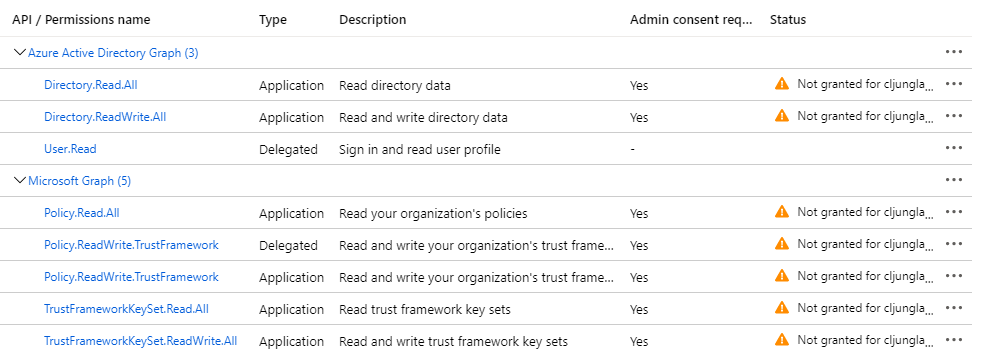 API / Permissions name Type Description Admin consent req... Status
Azure Active Directory Graph (3) ...
Directory.Read.All Application Read directory data Yes Not granted for cljungla... ...
Directory.ReadWrite.All Application Read and write directory data Yes Not granted for cljungla... ...
User.Read Delegated Sign in and read user profile - ...
Microsoft Graph (5) ...
Policy.Read.All Application Read your organization's policies Yes Not granted for cljungla... ...
Policy.ReadWrite.TrustFramework Delegated Read and write your organization's trust frame... Yes Not granted for cljungla... ...
Policy.ReadWrite.TrustFramework Application Read and write your organization's trust frame... Yes Not granted for cljungla... ...
TrustFrameworkKeySet.Read.All Application Read trust framework key sets Yes Not granted for cljungla... ...
TrustFrameworkKeySet.ReadWrite.All Application Read and write trust framework key sets Yes Not granted for cljungla... ...